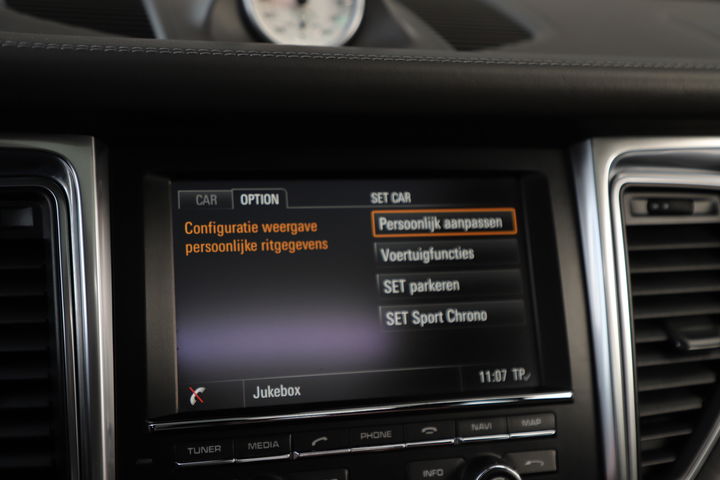 CAR OPTION SET CAR
Configuratie weergave
persoonlijke ritgegevens
Persoonlijk aanpassen
Voertuigfuncties
SET parkeren
SET Sport Chrono
Jukebox 11:07 TP
TUNER MEDIA PHONE NAVI MAP
INFO